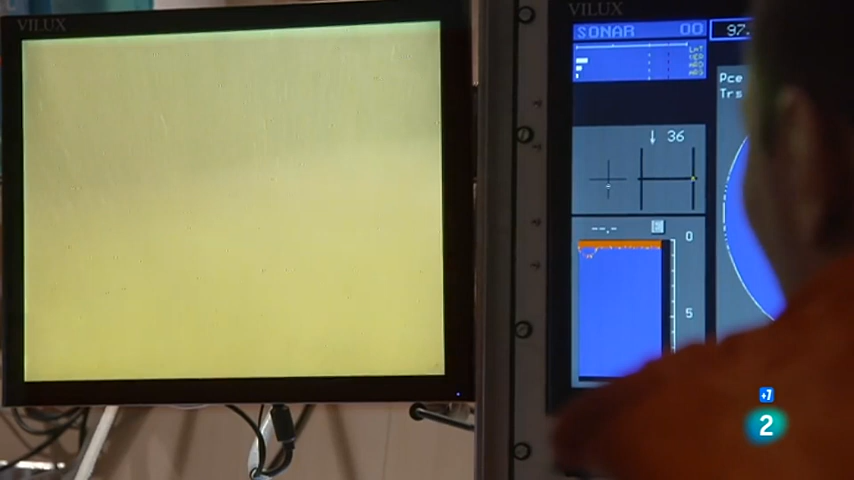 VILUX
VILUX
SONAR 00 97.
Pce
Trs
36
--.-
0
5
+7
2